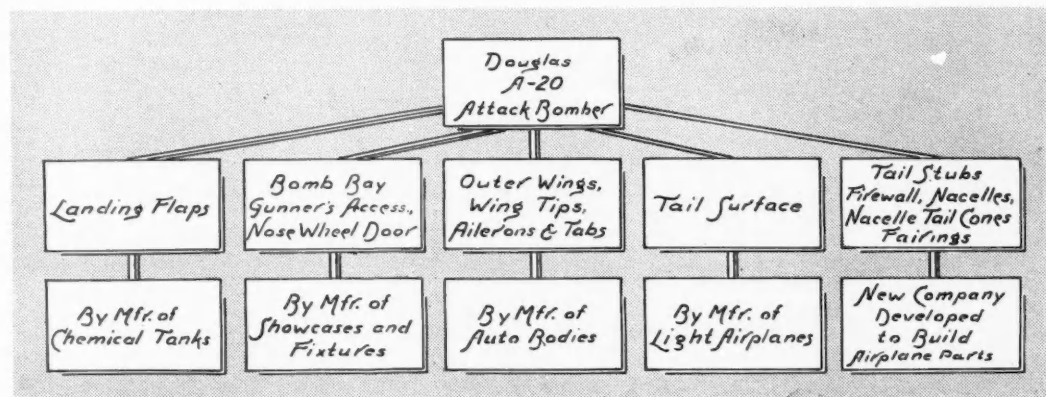 Douglas
A-20
Attack Bomber
Landing Flaps
Bomb Bay
Gunner's Access,
Nose Wheel Door
Outer Wings,
Wing Tips,
Ailerons & Tabs
Tail Surface
Tail Stubs
Firewall, Nacelles,
Nacelle Tail Cones
Fairings
By Mfr. of
Chemical Tanks
By Mfr. of
Showcases and
Fixtures
By Mfr. of
Auto Bodies
By Mfr. of
Light Airplanes
New Company
Developed
to Build
Airplane Parts